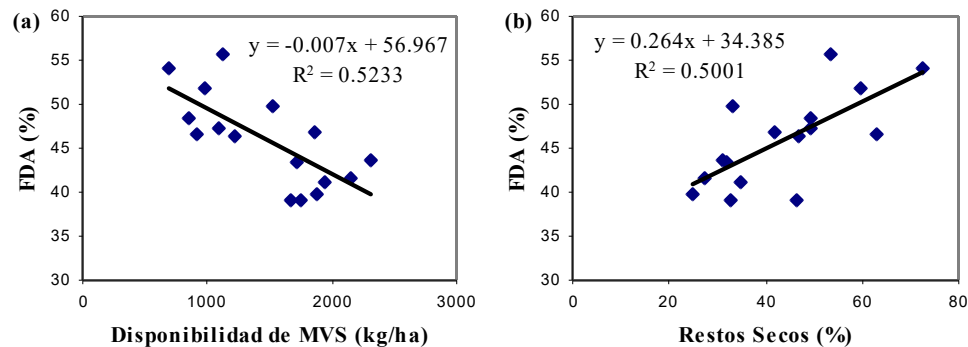 (a)
y = -0.007x + 56.967
R² = 0.5233
60
55
50
45
40
35
30
FDA (%)
0
1000
2000
3000
Disponibilidad de MVS (kg/ha)
(b)
y = 0.264x + 34.385
R² = 0.5001
60
55
50
45
40
35
30
FDA (%)
0
20
40
60
80
Restos Secos (%)